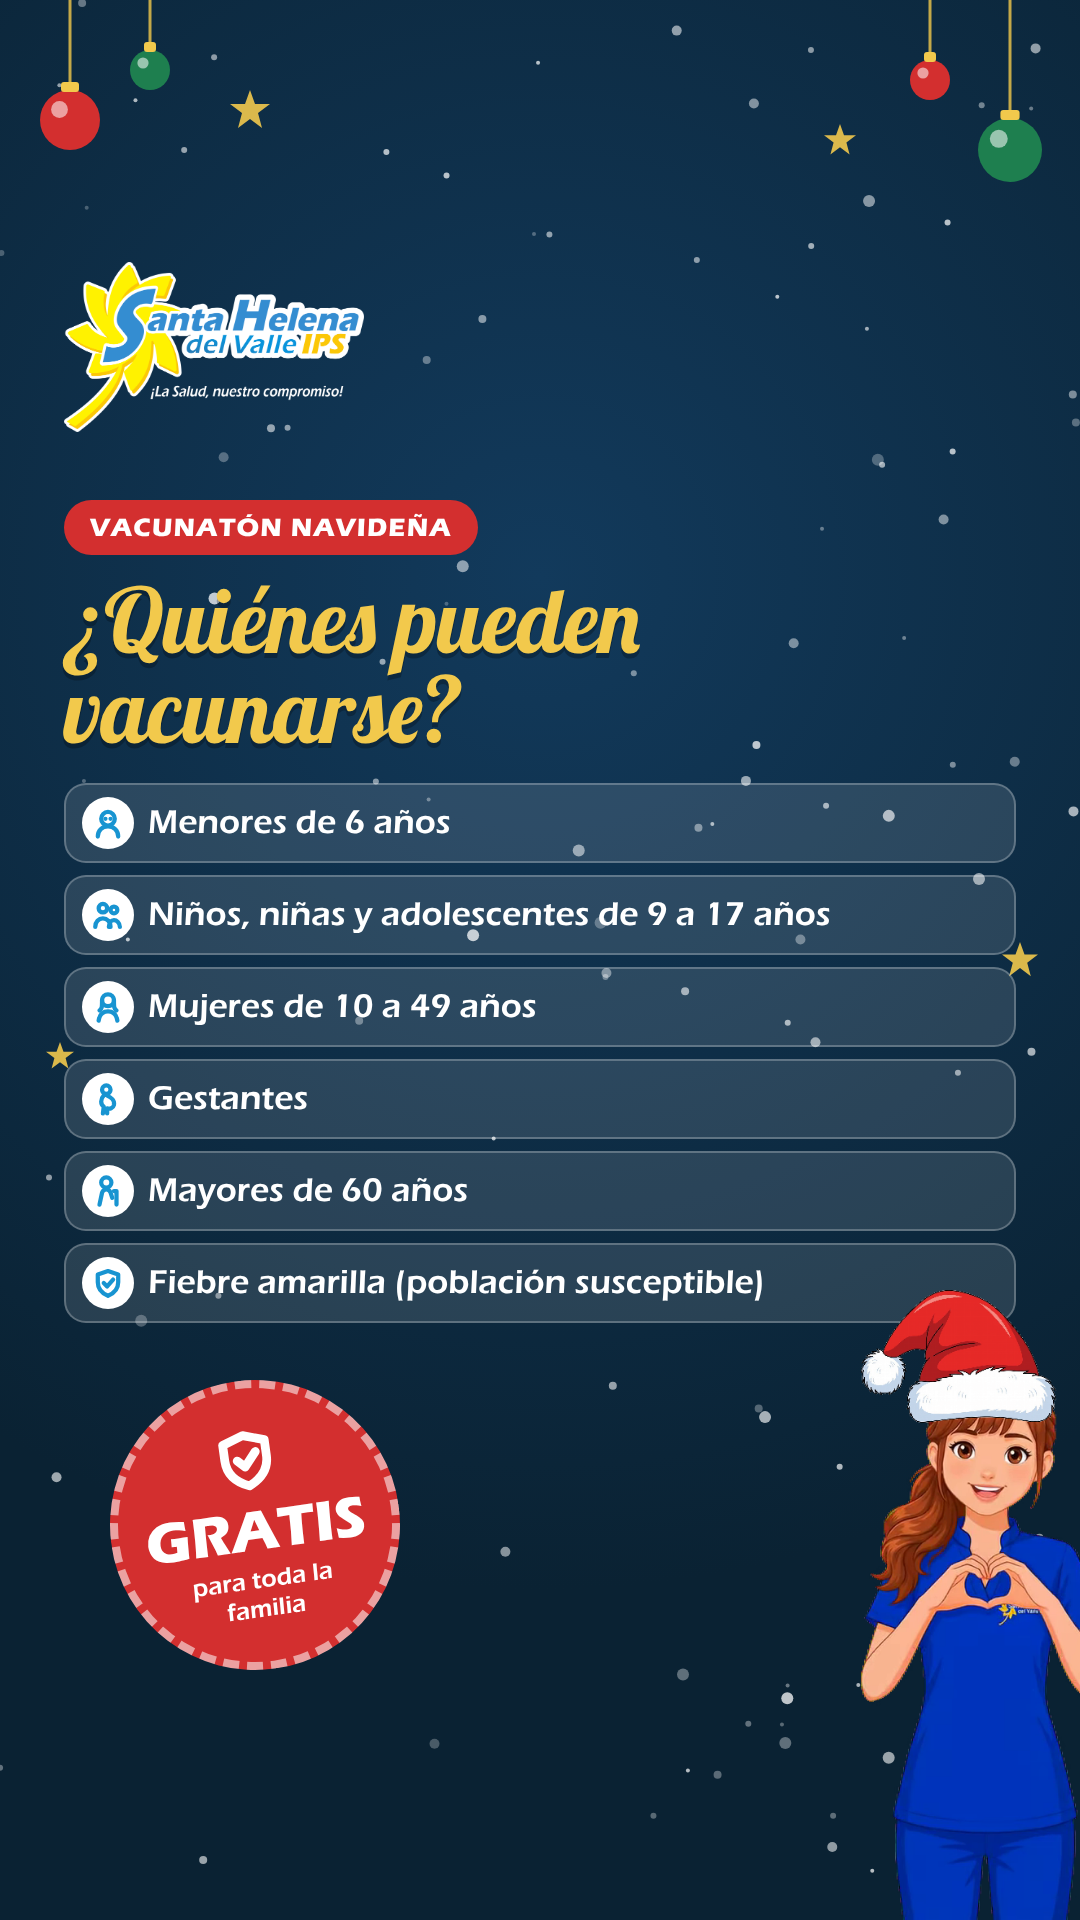 Santa Helena
del Valle IPS
¡La Salud, nuestro compromiso!
VACUNATÓN NAVIDEÑA
¿Quiénes pueden
vacunarse?
Menores de 6 años
Niños, niñas y adolescentes de 9 a 17 años
Mujeres de 10 a 49 años
Gestantes
Mayores de 60 años
Fiebre amarilla (población susceptible)
GRATIS
para toda la
familia